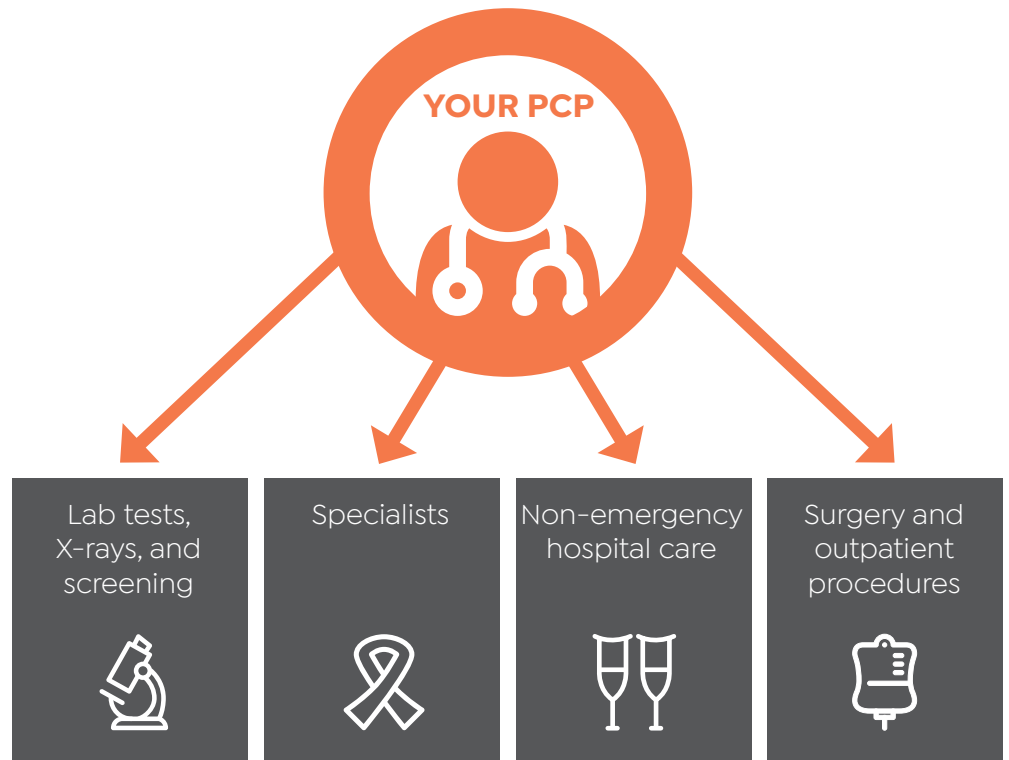 YOUR PCP
Lab tests,
X-rays, and
screening
Specialists
Non-emergency
hospital care
Surgery and
outpatient
procedures